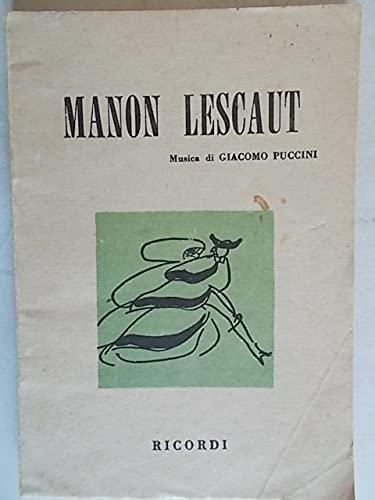 MANON LESCAUT
Musica di GIACOMO PUCCINI
RICORDI